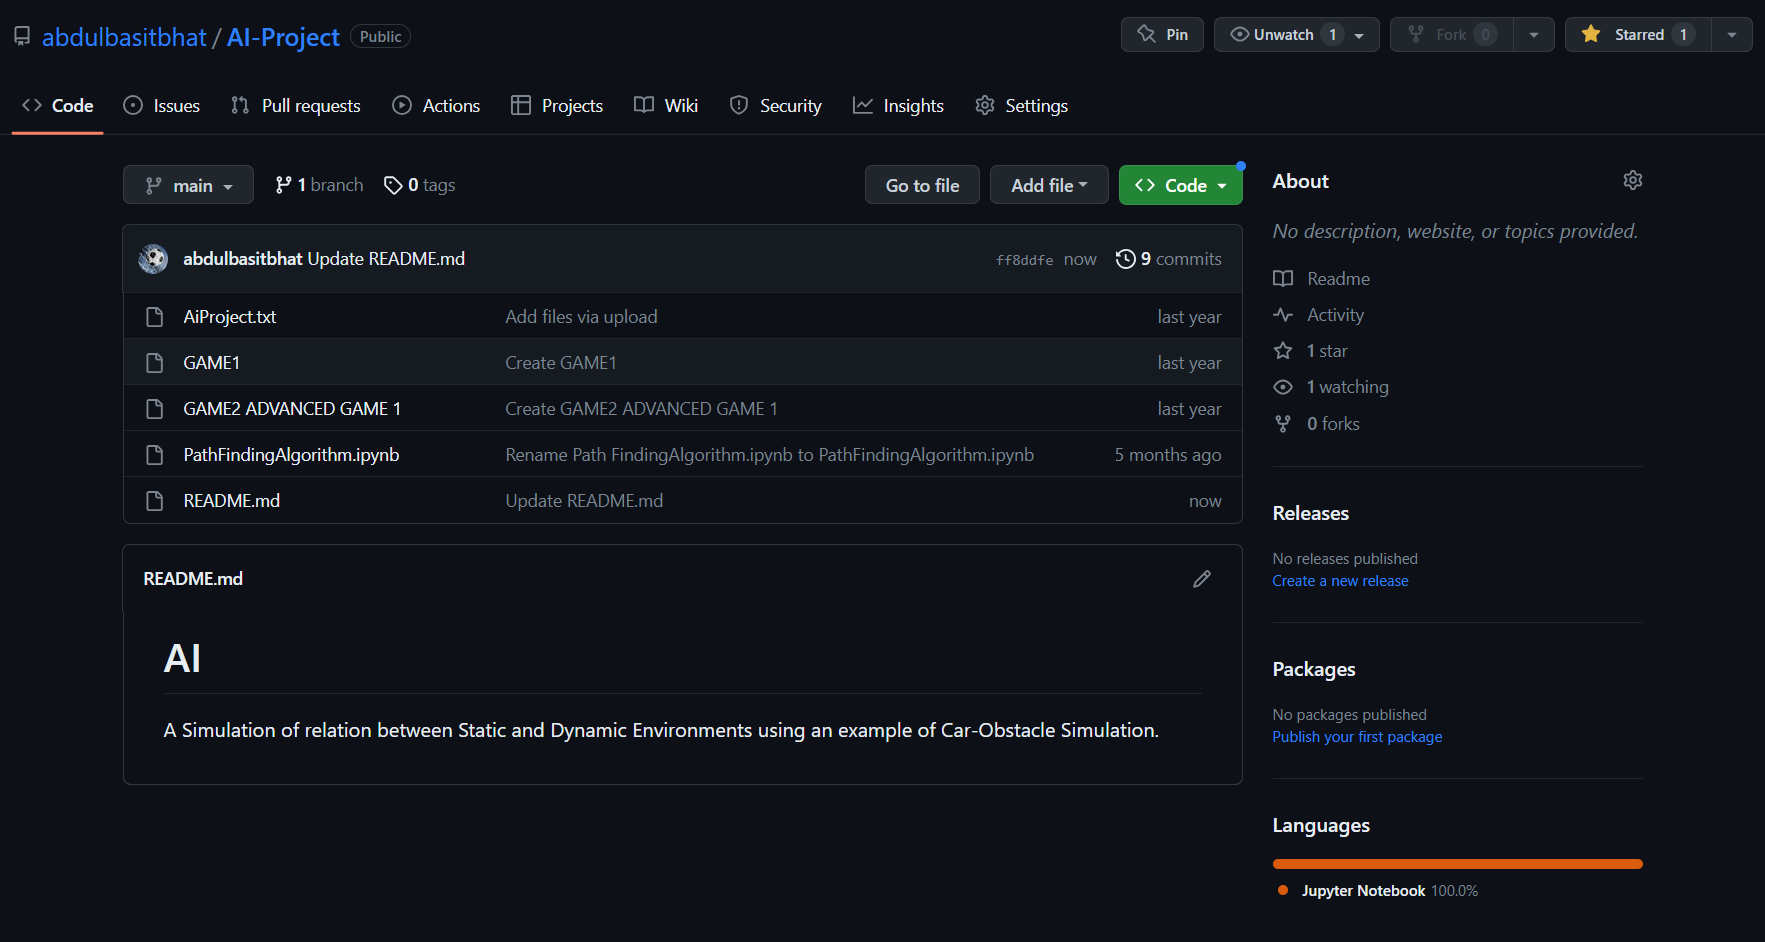 abdulbasitbhat / AI-Project Public Pin Unwatch 1 Fork 0 Starred 1
Code Issues Pull requests Actions Projects Wiki Security Insights Settings
main 1 branch 0 tags Go to file Add file Code
abdulbasitbhat Update README.md ff8ddfe now 9 commits
AiProject.txt Add files via upload last year
GAME1 Create GAME1 last year
GAME2 ADVANCED GAME 1 Create GAME2 ADVANCED GAME 1 last year
PathFindingAlgorithm.ipynb Rename Path FindingAlgorithm.ipynb to PathFindingAlgorithm.ipynb 5 months ago
README.md Update README.md now
README.md
AI
A Simulation of relation between Static and Dynamic Environments using an example of Car-Obstacle Simulation.
About
No description, website, or topics provided.
Readme
Activity
1 star
1 watching
0 forks
Releases
No releases published
Create a new release
Packages
No packages published
Publish your first package
Languages
Jupyter Notebook 100.0%